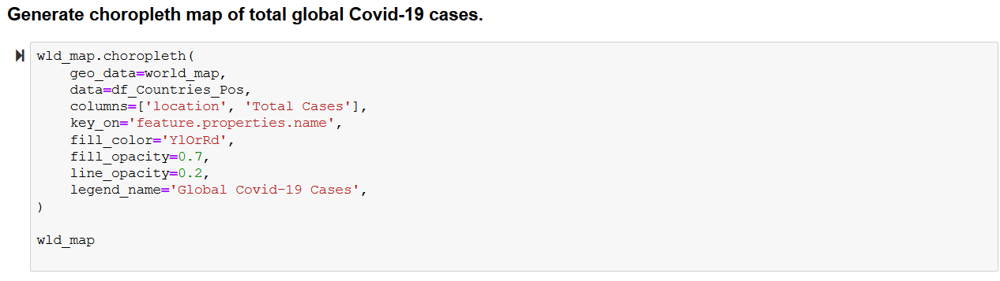 Generate choropleth map of total global Covid-19 cases.
wld_map.choropleth(
    geo_data=world_map,
    data=df_Countries_Pos,
    columns=['location', 'Total Cases'],
    key_on='feature.properties.name',
    fill_color='YlOrRd',
    fill_opacity=0.7,
    line_opacity=0.2,
    legend_name='Global Covid-19 Cases',
)
wld_map